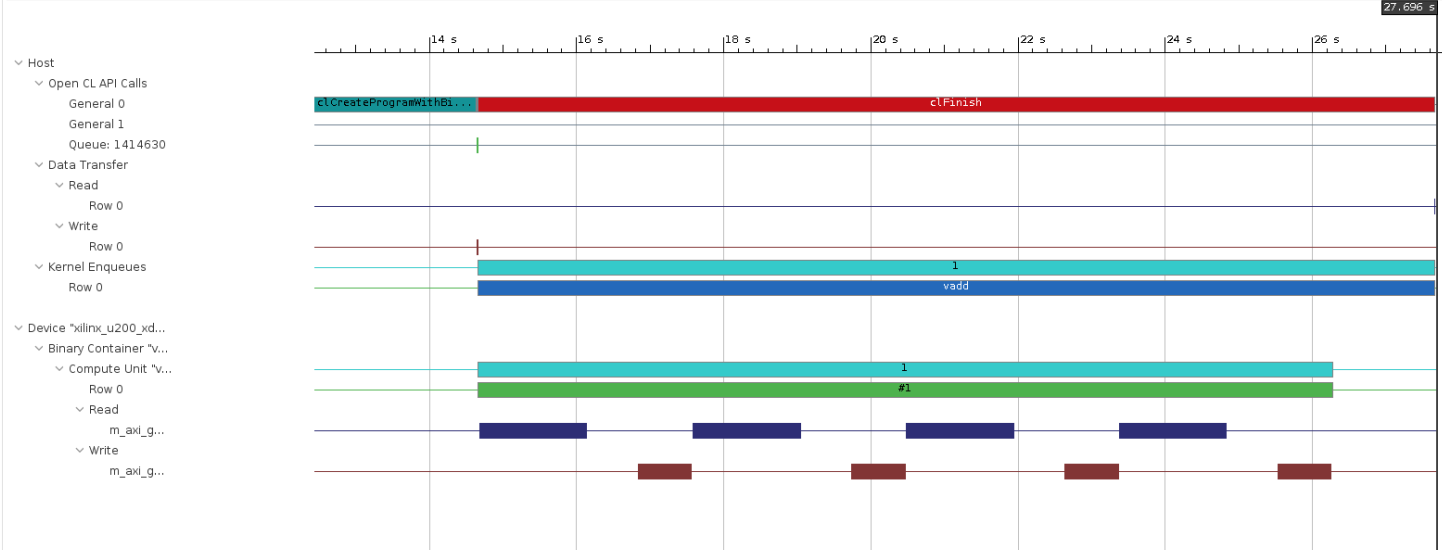 27.696 s
14 s 16 s 18 s 20 s 22 s 24 s 26 s
Host
Open CL API Calls
General 0 clCreateProgramWithBi... clFinish
General 1
Queue: 1414630
Data Transfer
Read
Row 0
Write
Row 0
Kernel Enqueues 1
Row 0 vadd
Device "xilinx_u200_xd...
Binary Container "v...
Compute Unit "v... 1
Row 0 #1
Read
m_axi_g...
Write
m_axi_g...